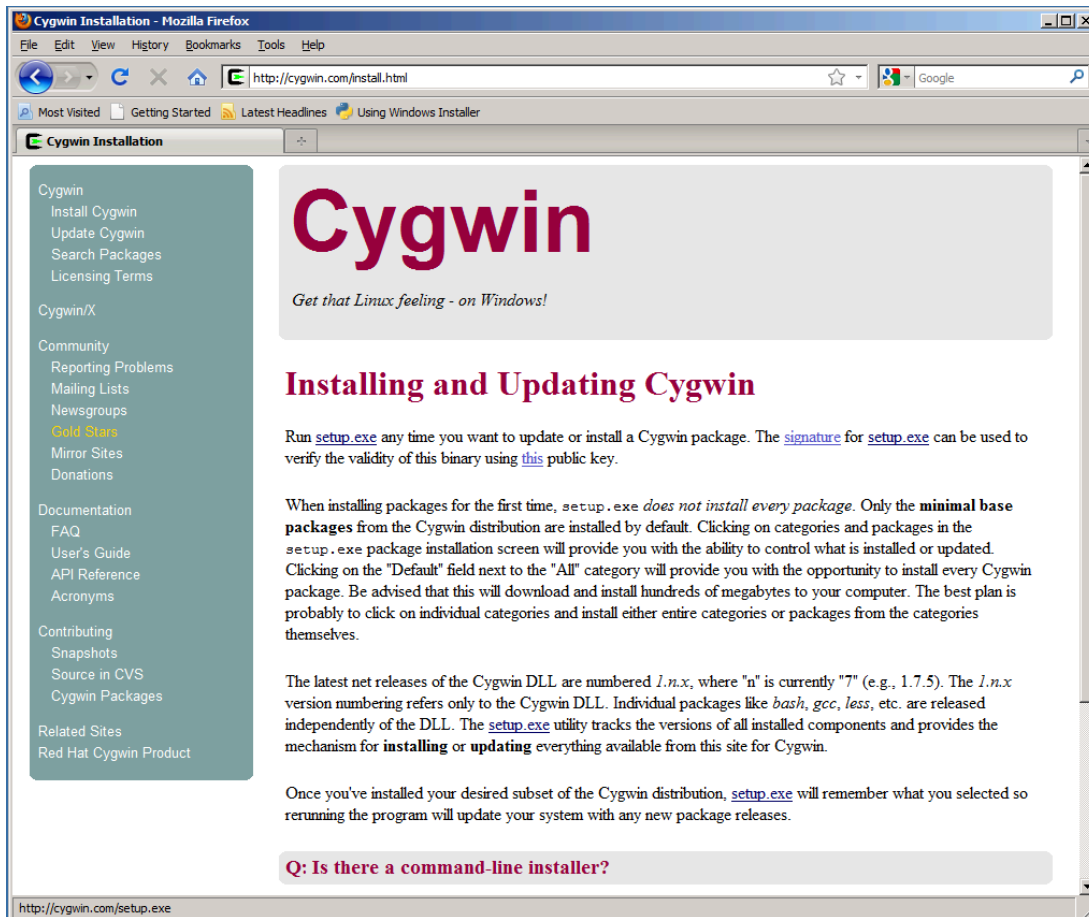 Cygwin Installation - Mozilla Firefox
File Edit View History Bookmarks Tools Help
http://cygwin.com/install.html
Google
Most Visited Getting Started Latest Headlines Using Windows Installer
Cygwin Installation
Cygwin
Install Cygwin
Update Cygwin
Search Packages
Licensing Terms
Cygwin/X
Community
Reporting Problems
Mailing Lists
Newsgroups
Gold Stars
Mirror Sites
Donations
Documentation
FAQ
User's Guide
API Reference
Acronyms
Contributing
Snapshots
Source in CVS
Cygwin Packages
Related Sites
Red Hat Cygwin Product
Cygwin
Get that Linux feeling - on Windows!
Installing and Updating Cygwin
Run setup.exe any time you want to update or install a Cygwin package. The signature for setup.exe can be used to
verify the validity of this binary using this public key.
When installing packages for the first time, setup.exe does not install every package. Only the minimal base
packages from the Cygwin distribution are installed by default. Clicking on categories and packages in the
setup.exe package installation screen will provide you with the ability to control what is installed or updated.
Clicking on the "Default" field next to the "All" category will provide you with the opportunity to install every Cygwin
package. Be advised that this will download and install hundreds of megabytes to your computer. The best plan is
probably to click on individual categories and install either entire categories or packages from the categories
themselves.
The latest net releases of the Cygwin DLL are numbered 1.n.x, where "n" is currently "7" (e.g., 1.7.5). The 1.n.x
version numbering refers only to the Cygwin DLL. Individual packages like bash, gcc, less, etc. are released
independently of the DLL. The setup.exe utility tracks the versions of all installed components and provides the
mechanism for installing or updating everything available from this site for Cygwin.
Once you've installed your desired subset of the Cygwin distribution, setup.exe will remember what you selected so
rerunning the program will update your system with any new package releases.
Q: Is there a command-line installer?
http://cygwin.com/setup.exe